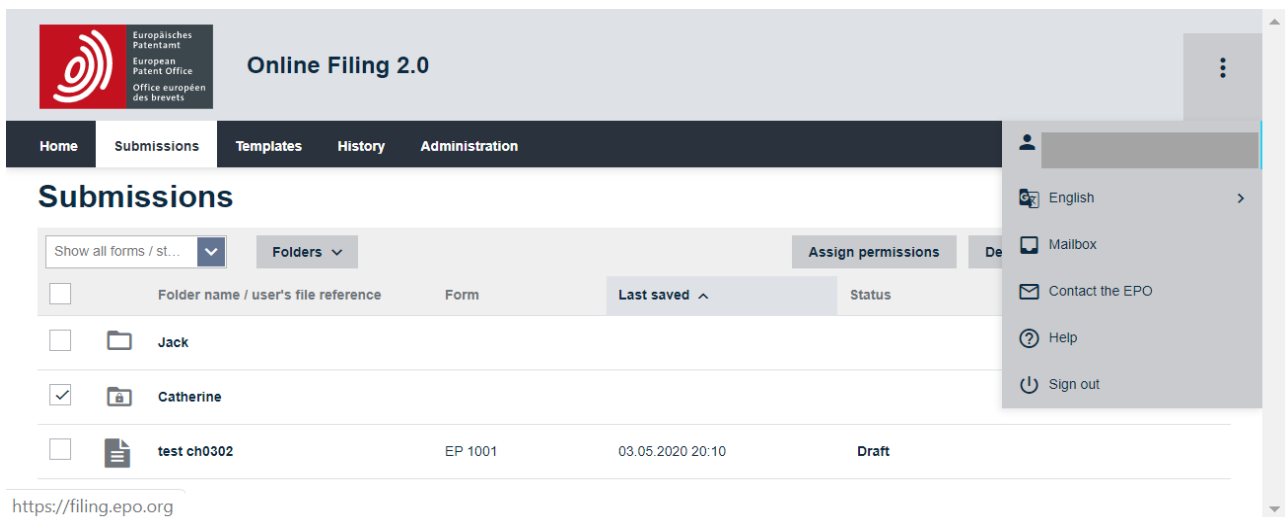 Europäisches
Patentamt
European
Patent Office
Office européen
des brevets
Online Filing 2.0
Home Submissions Templates History Administration
Submissions
English
Show all forms / st... Folders Assign permissions De
Mailbox
Folder name / user's file reference Form Last saved Status
Contact the EPO
Jack
Help
Catherine
Sign out
test ch0302 EP 1001 03.05.2020 20:10 Draft
https://filing.epo.org